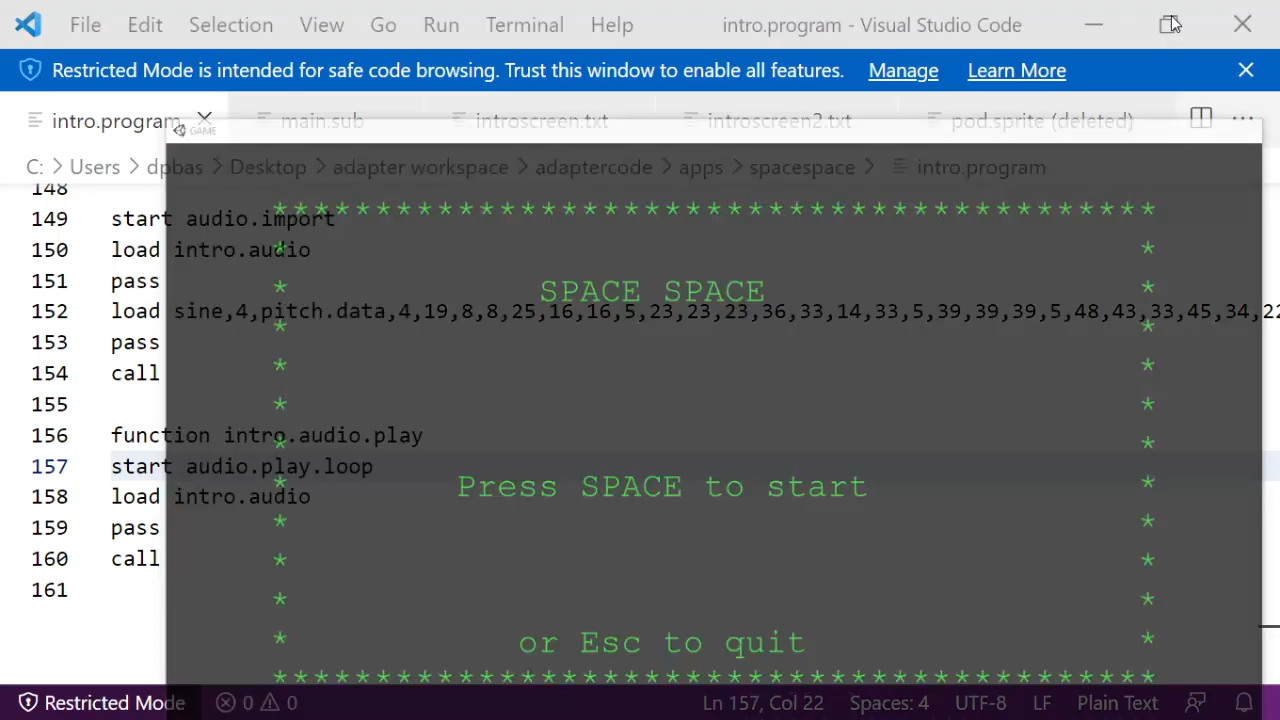 File Edit Selection View Go Run Terminal Help intro.program - Visual Studio Code
Restricted Mode is intended for safe code browsing. Trust this window to enable all features. Manage Learn More
intro.program main.sub introscreen.txt introscreen2.txt pod.sprite (deleted)
GAME
C: > Users > dpbas > Desktop > adapter workspace > adaptercode > apps > spacespace > intro.program
148
149 start audio.import
150 load intro.audio
151 pass
152 load sine,4,pitch.data,4,19,8,8,25,16,16,5,23,23,23,36,33,14,33,5,39,39,39,5,48,43,33,45,34,22
153 pass
154 call
155
156 function intro.audio.play
157 start audio.play.loop
158 load intro.audio
159 pass
160 call
161
SPACE SPACE
Press SPACE to start
or Esc to quit
Restricted Mode 0 0 Ln 157, Col 22 Spaces: 4 UTF-8 LF Plain Text